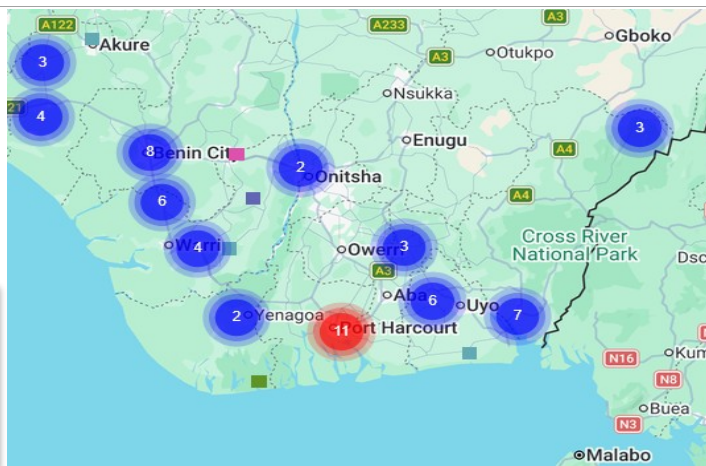 A122
A233
A3
Gboko
Akure
Otukpo
3
A3
Nsukka
21
4
3
8
Benin City
Enugu
A4
2
Onitsha
A4
6
Cross River
National Park
Warri
4
Owerri
3
Dsc
A3
Aba
6
Uyo
7
2
Yenagoa
11
Port Harcourt
N16
Kum
N8
Buea
N3
Malabo